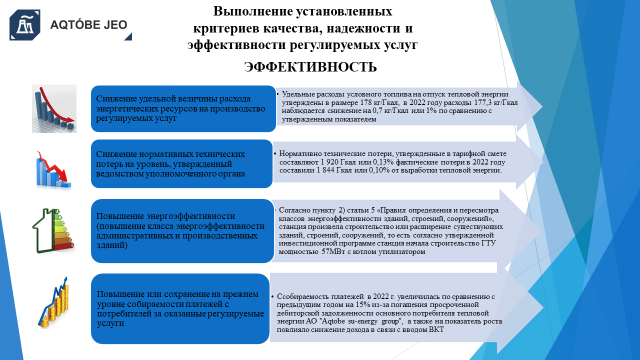 AQTÓBE JEO
Выполнение установленных
критериев качества, надежности и
эффективности регулируемых услуг
ЭФФЕКТИВНОСТЬ
Снижение удельной величины расхода
энергетических ресурсов на производство
регулируемых услуг
• Удельные расходы условного топлива на отпуск тепловой энергии
утверждены в размере 178 кг/Гкал, в 2022 году расходы 177,3 кг/Гкал
наблюдается снижение на 0,7 кг/Гкал или 1% по сравнению с
утвержденным показателем
Снижение нормативных технических
потерь на уровень, утвержденный
ведомством уполномоченного органа
• Нормативно технические потери, утвержденные в тарифной смете
составляют 1 920 Гкал или 0,13% фактические потери в 2022 году
составили 1 844 Гкал или 0,10% от выработки тепловой энергии.
Повышение энергоэффективности
(повышение класса энергоэффективности
административных и производственных
зданий)
Согласно пункту 2) статьи 5 «Правил определения и пересмотра
классов энергоэффективности зданий, строений, сооружений»,
станция произвела строительство или расширение существующих
зданий, строений, сооружений, то есть согласно утвержденной
инвестиционной программе станция начала строительство ГТУ
мощностью 57МВт с котлом утилизатором
Повышение или сохранение на прежнем
уровне собираемости платежей с
потребителей за оказанные регулируемые
услуги
• Ссобираемость платежей в 2022 г. увеличилась по сравнению с
предыдущим годом на 15% из-за погашения просроченной
дебиторской задолженности основного потребителя тепловой
энергии АО "Aqtobe su-energy group", а также на показатель роста
повлияло снижение дохода в связи с вводом ВКТ